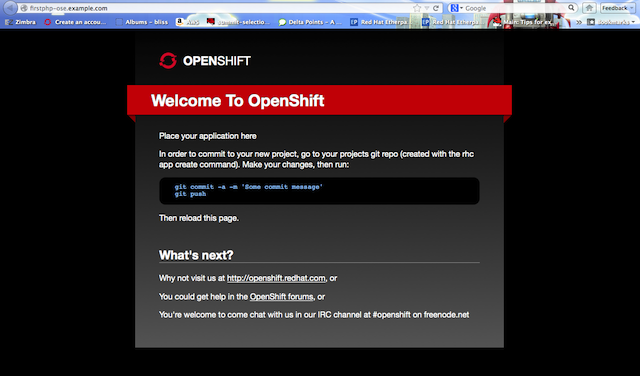 firstphp-ose.example.com
Google
Feedback
Zimbra
Create an accou...
Albums - bliss
AWS
Delta Points - A
EP Red Hat Etherpa
EP Red Hat Etherpa
Main: Tips for ex...
Bookmarks
OPENSHIFT
Welcome To OpenShift
Place your application here
In order to commit to your new project, go to your projects git repo (created with the rhc
app create command). Make your changes, then run:
git commit -a -m 'Some commit message'
git push
Then reload this page.
What's next?
Why not visit us at http://openshift.redhat.com, or
You could get help in the OpenShift forums, or
You're welcome to come chat with us in our IRC channel at #openshift on freenode.net